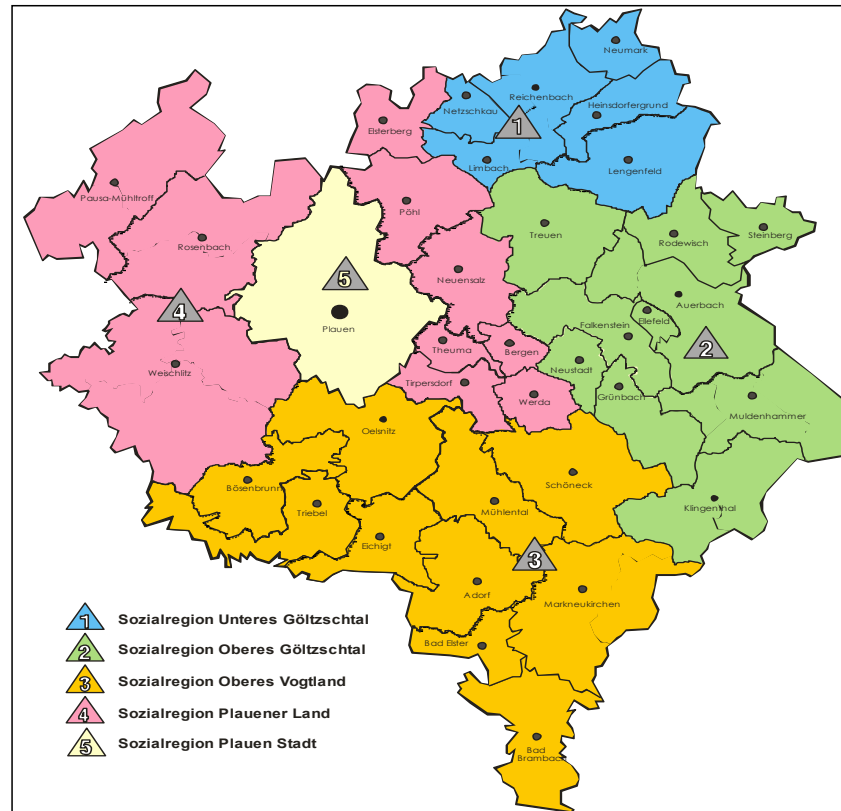 Neumark
Reichenbach
Netzschkau
Heinsdorfergrund
1
Elsterberg
Limbach
Lengenfeld
Pausa-Mühltroff
Pöhl
Treuen
Rodewisch
Steinberg
Rosenbach
Neuensalz
5
4
Plauen
Auerbach
Ellefeld
Falkenstein
2
Theuma
Bergen
Weischlitz
Neustadt
Tirpersdorf
Werda
Grünbach
Muldenhammer
Oelsnitz
Schöneck
Bösenbrunn
Triebel
Mühlental
Klingenthal
Eichigt
3
Adorf
Markneukirchen
Bad Elster
Bad
Brambach
1 Sozialregion Unteres Göltzschtal
2 Sozialregion Oberes Göltzschtal
3 Sozialregion Oberes Vogtland
4 Sozialregion Plauener Land
5 Sozialregion Plauen Stadt